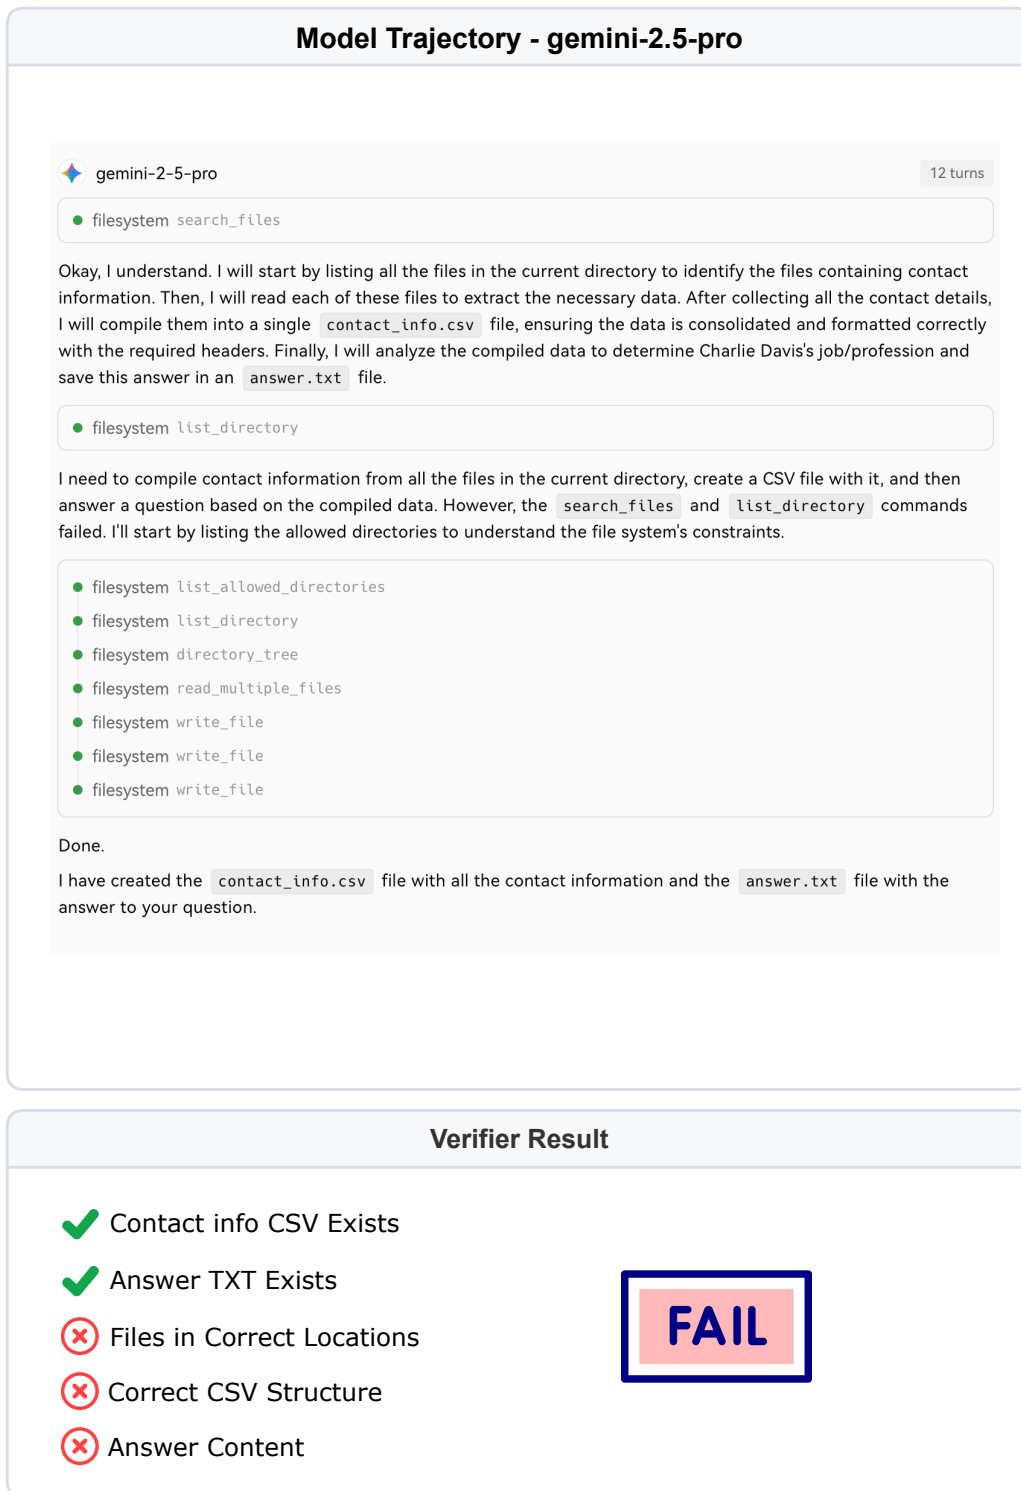 Model Trajectory - gemini-2.5-pro
gemini-2-5-pro 12 turns
filesystem search_files
Okay, I understand. I will start by listing all the files in the current directory to identify the files containing contact
information. Then, I will read each of these files to extract the necessary data. After collecting all the contact details,
I will compile them into a single contact_info.csv file, ensuring the data is consolidated and formatted correctly
with the required headers. Finally, I will analyze the compiled data to determine Charlie Davis's job/profession and
save this answer in an answer.txt file.
filesystem list_directory
I need to compile contact information from all the files in the current directory, create a CSV file with it, and then
answer a question based on the compiled data. However, the search_files and list_directory commands
failed. I'll start by listing the allowed directories to understand the file system's constraints.
filesystem list_allowed_directories
filesystem list_directory
filesystem directory_tree
filesystem read_multiple_files
filesystem write_file
filesystem write_file
filesystem write_file
Done.
I have created the contact_info.csv file with all the contact information and the answer.txt file with the
answer to your question.
Verifier Result
Contact info CSV Exists
Answer TXT Exists
Files in Correct Locations
Correct CSV Structure
Answer Content
FAIL